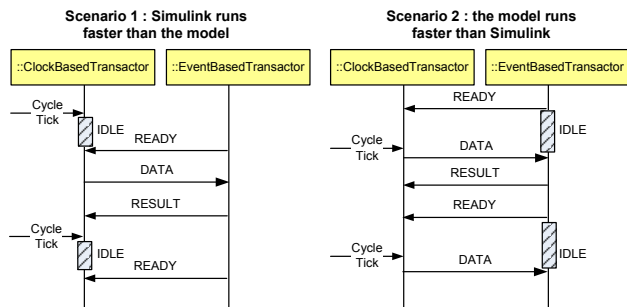 Scenario 1 : Simulink runs
faster than the model
::ClockBasedTransactor
::EventBasedTransactor
Cycle
Tick
IDLE
READY
DATA
RESULT
Cycle
Tick
IDLE
READY
Scenario 2 : the model runs
faster than Simulink
::ClockBasedTransactor
::EventBasedTransactor
READY
IDLE
Cycle
Tick
DATA
RESULT
READY
IDLE
Cycle
Tick
DATA